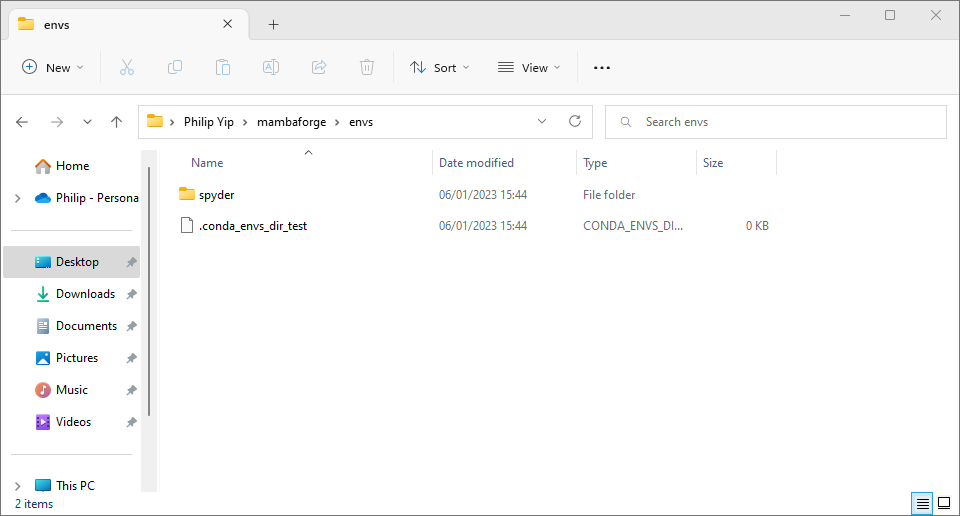 envs
New
Sort
View
Philip Yip mambaforge envs
Search envs
Home
Philip - Persona
Desktop
Downloads
Documents
Pictures
Music
Videos
This PC
Name Date modified Type Size
spyder 06/01/2023 15:44 File folder
.conda_envs_dir_test 06/01/2023 15:44 CONDA_ENVS_DI... 0 KB
2 items